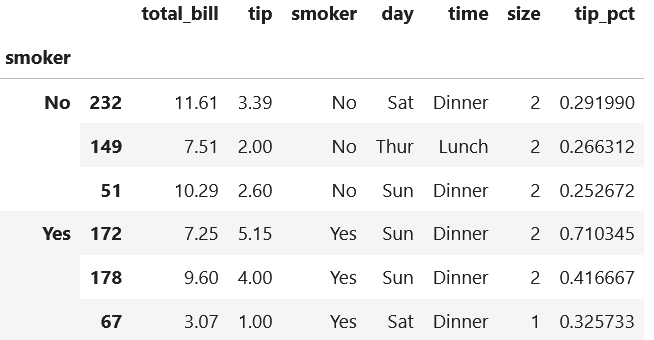 total_bill tip smoker day time size tip_pct
smoker
No 232 11.61 3.39 No Sat Dinner 2 0.291990
149 7.51 2.00 No Thur Lunch 2 0.266312
51 10.29 2.60 No Sun Dinner 2 0.252672
Yes 172 7.25 5.15 Yes Sun Dinner 2 0.710345
178 9.60 4.00 Yes Sun Dinner 2 0.416667
67 3.07 1.00 Yes Sat Dinner 1 0.325733